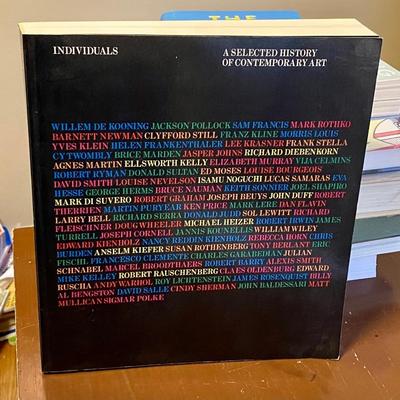 THE
INDIVIDUALS
A SELECTED HISTORY
OF CONTEMPORARY ART
WILLEM DE KOONING JACKSON POLLOCK SAM FRANCIS MARK ROTHKO
BARNETT NEWMAN CLYFFORD STILL FRANZ KLINE MORRIS LOUIS
YVES KLEIN HELEN FRANKENTHALER LEE KRASNER FRANK STELLA
CY TWOMBLY BRICE MARDEN JASPER JOHNS RICHARD DIEBENKORN
AGNES MARTIN ELLSWORTH KELLY ELIZABETH MURRAY VIJA CELMINS
ROBERT RYMAN DONALD SULTAN ED MOSES LOUISE BOURGEOIS
DAVID SMITH LOUISE NEVELSON ISAMU NOGUCHI LUCAS SAMARAS EVA
HESSE GEORGE HERMS BRUCE NAUMAN KEITH SONNIER JOEL SHAPIRO
MARK DI SUVERO ROBERT GRAHAM JOSEPH BEUYS JOHN DUFF ROBERT
THERRIEN MARTIN PURYEAR KEN PRICE MARK LERE DAN FLAVIN
LARRY BELL RICHARD SERRA DONALD JUDD SOL LEWITT RICHARD
FLEISCHNER DOUG WHEELER MICHAEL HEIZER ROBERT IRWIN JAMES
TURRELL JOSEPH CORNELL JANNIS KOUNELLIS WILLIAM WILEY
EDWARD KIENHOLZ NANCY REDDIN KIENHOLZ REBECCA HORN CHRIS
BURDEN ANSELM KIEFER SUSAN ROTHENBERG TONY BERLANT ERIC
FISCHL FRANCESCO CLEMENTE CHARLES GARABEDIAN JULIAN
SCHNABEL MARCEL BROODTHAERS ROBERT BARRY ALEXIS SMITH
MIKE KELLEY ROBERT RAUSCHENBERG CLAES OLDENBURG EDWARD
RUSCHA ANDY WARHOL ROY LICHTENSTEIN JAMES ROSENQUIST BILLY
AL BENGSTON DAVID SALLE CINDY SHERMAN JOHN BALDESSARI MATT
MULLICAN SIGMAR POLKE